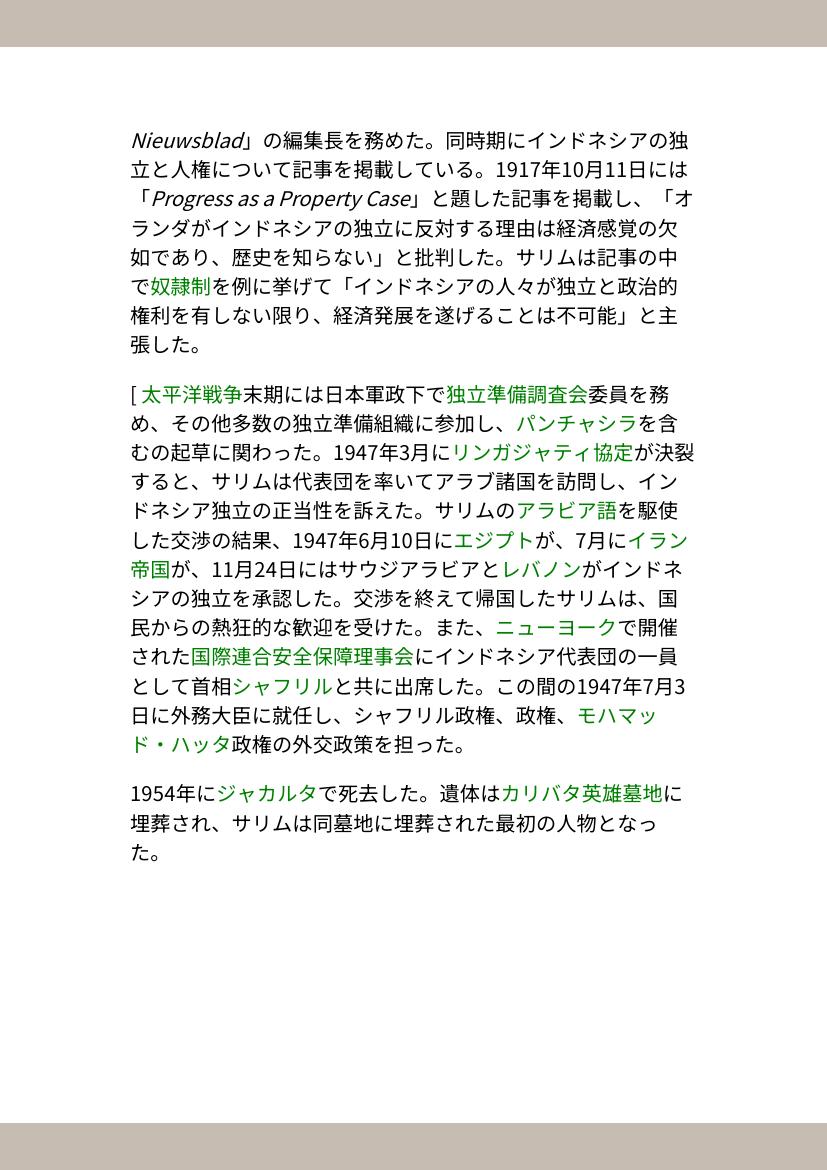 Nieuwsblad」の編集長を務めた。同時期にインドネシアの独
立と人権について記事を掲載している。1917年10月11日には
「Progress as a Property Case」と題した記事を掲載し、「オ
ランダがインドネシアの独立に反対する理由は経済感覚の欠
如であり、歴史を知らない」と批判した。サリムは記事の中
で奴隷制を例に挙げて「インドネシアの人々が独立と政治的
権利を有しない限り、経済発展を遂げることは不可能」と主
張した。
[ 太平洋戦争末期には日本軍政下で独立準備調査会委員を務
め、その他多数の独立準備組織に参加し、パンチャシラを含
むの起草に関わった。1947年3月にリンガジャティ協定が決裂
すると、サリムは代表団を率いてアラブ諸国を訪問し、イン
ドネシア独立の正当性を訴えた。サリムのアラビア語を駆使
した交渉の結果、1947年6月10日にエジプトが、7月にイラン
帝国が、11月24日にはサウジアラビアとレバノンがインドネ
シアの独立を承認した。交渉を終えて帰国したサリムは、国
民からの熱狂的な歓迎を受けた。また、ニューヨークで開催
された国際連合安全保障理事会にインドネシア代表団の一員
として首相シャフリルと共に出席した。この間の1947年7月3
日に外務大臣に就任し、シャフリル政権、政権、モハマッ
ド・ハッタ政権の外交政策を担った。
1954年にジャカルタで死去した。遺体はカリバタ英雄墓地に
埋葬され、サリムは同墓地に埋葬された最初の人物となっ
た。